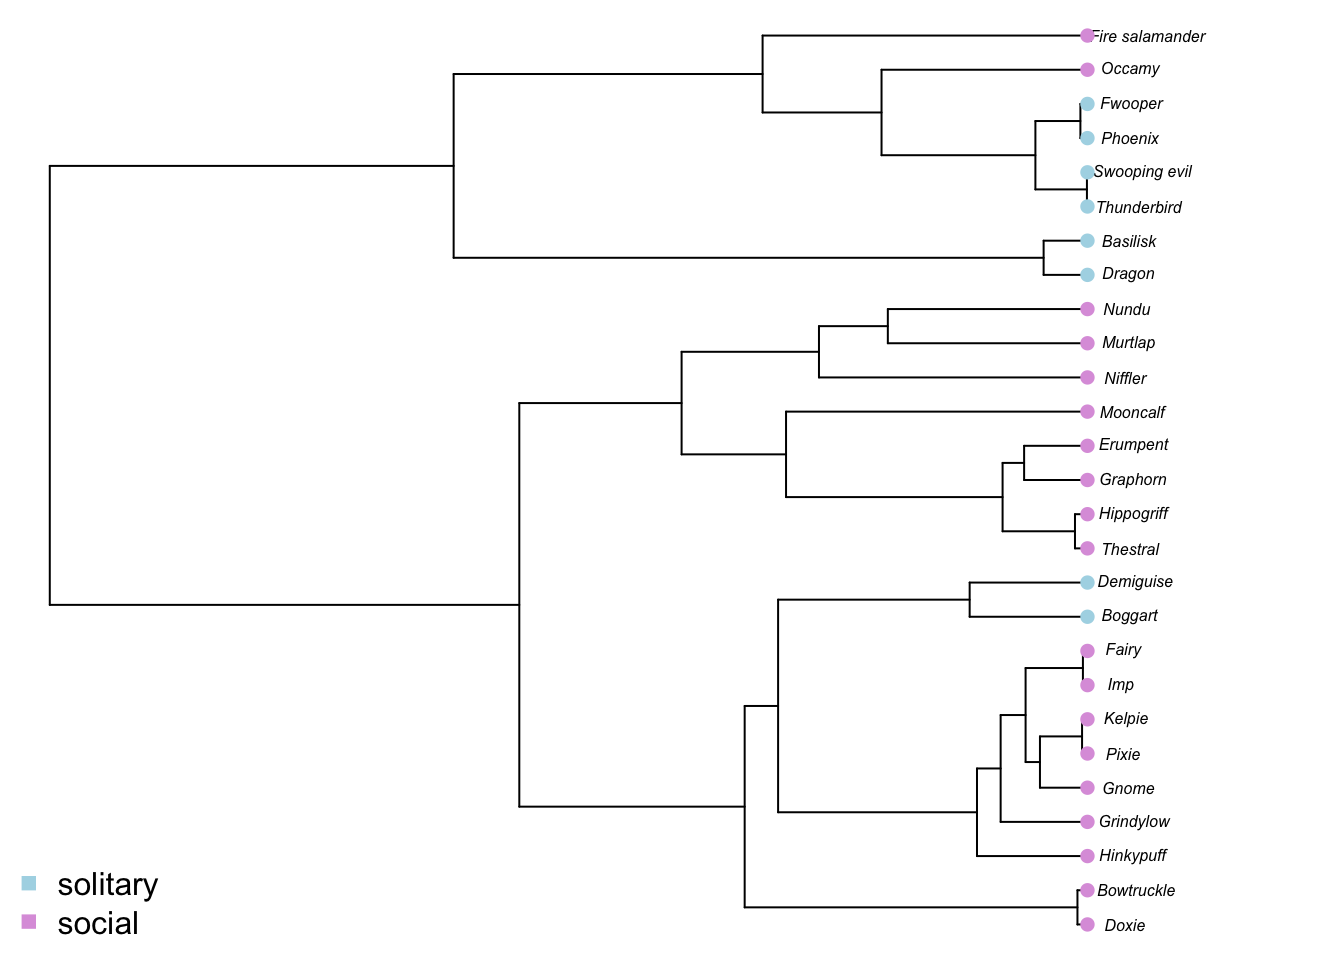 Fire salamander
Occamy
Fwooper
Phoenix
Swooping evil
Thunderbird
Basilisk
Dragon
Nundu
Murtlap
Niffler
Mooncalf
Erumpent
Graphorn
Hippogriff
Thestral
Demiguise
Boggart
Fairy
Imp
Kelpie
Pixie
Gnome
Grindylow
Hinkypuff
Bowtruckle
Doxie
solitary
social